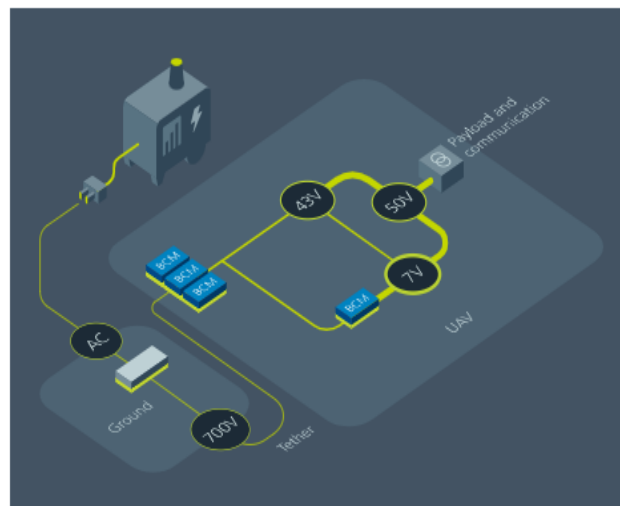 Payload and
communication
43V
50V
BCM
BCM
BCM
7V
BCM
UAV
AC
Ground
700V
Tether